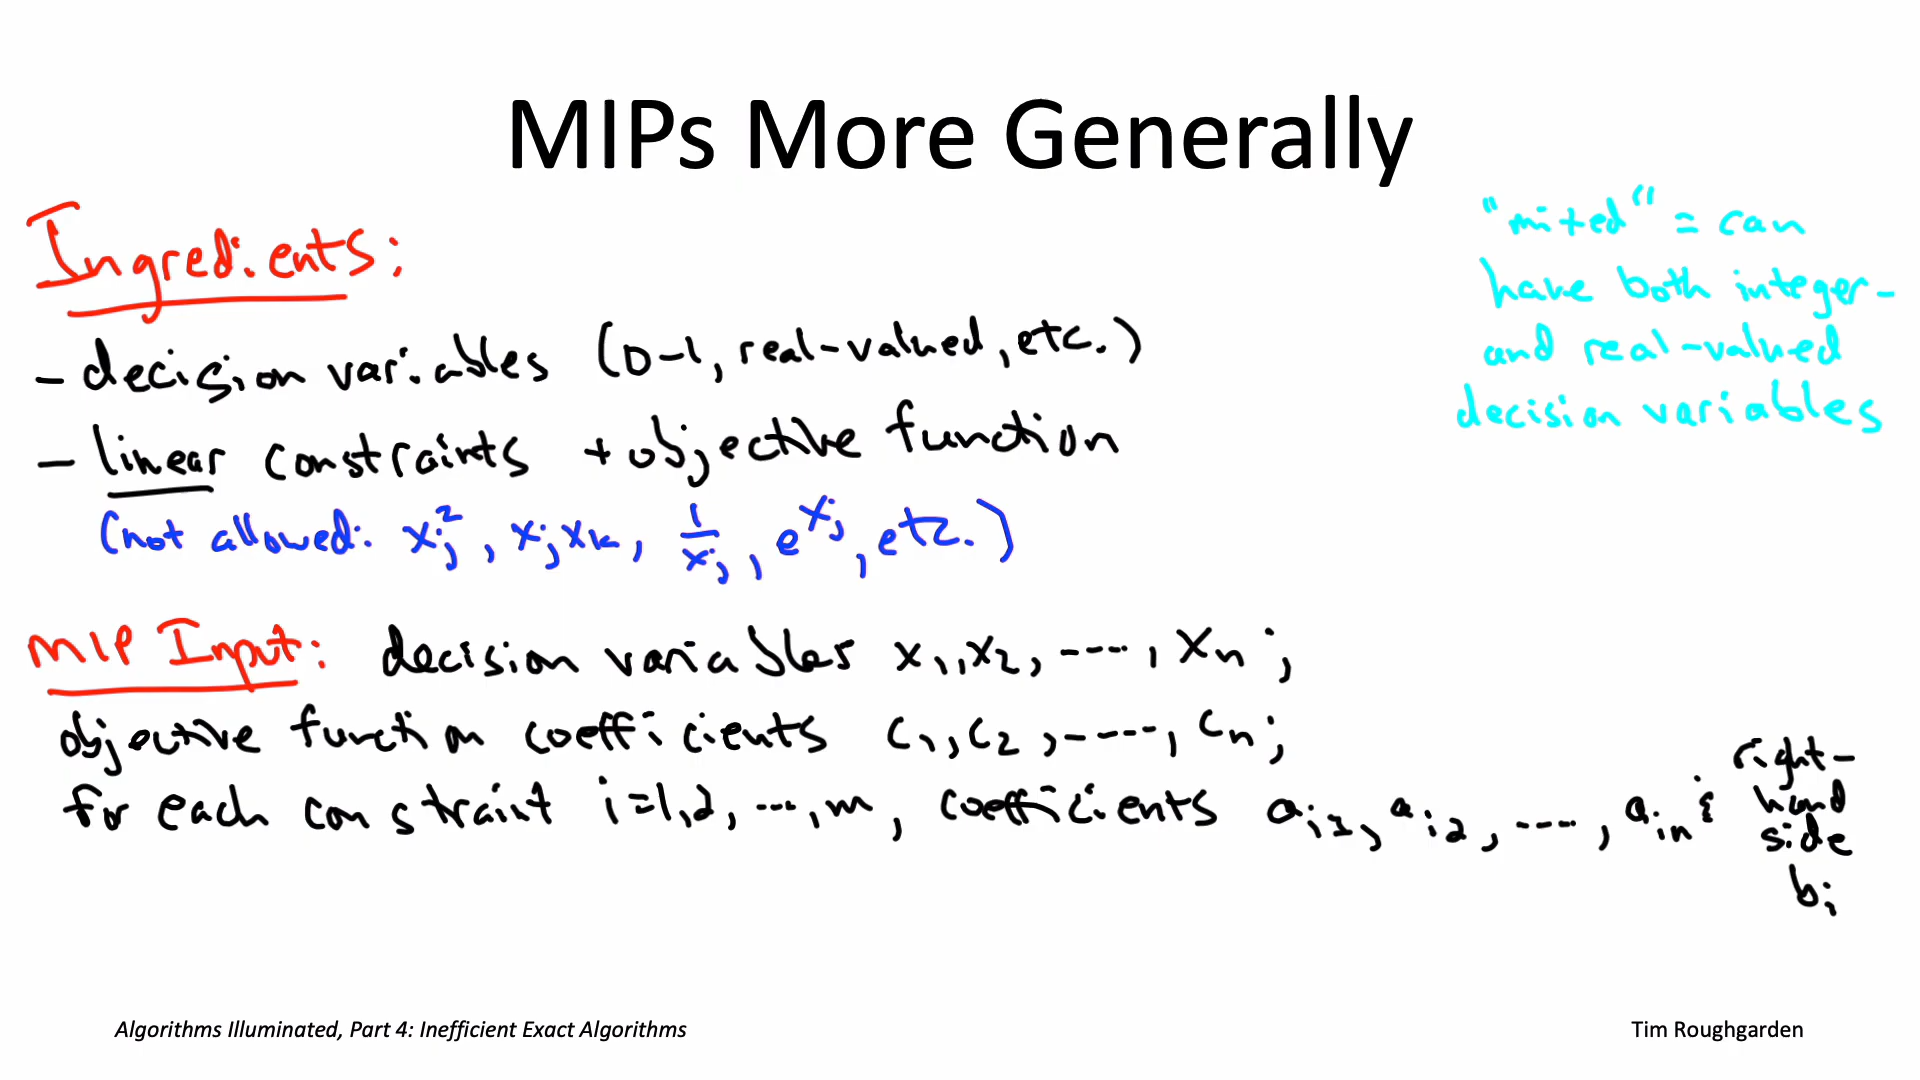 MIPs More Generally
Ingredients:
"mixed" = can
have both integer-
and real-valued
decision variables
- decision variables (0-1, real-valued, etc.)
- linear constraints + objective function
(not allowed: xⱼ², xⱼxₖ, 1/xⱼ, e^xⱼ, etc.)
MIP Input: decision variables x₁, x₂, ----, xₙ;
objective function coefficients c₁, c₂, ----, cₙ;
for each constraint i=1,2, ..., m, coefficients aᵢ₁, aᵢ₂, ----, aᵢₙ;
right-
hand
side
bᵢ
Algorithms Illuminated, Part 4: Inefficient Exact Algorithms
Tim Roughgarden